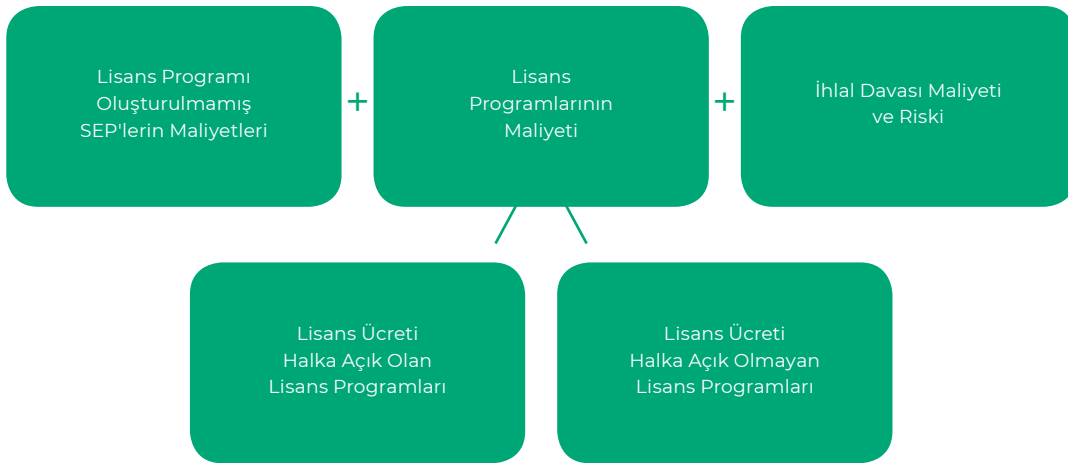 Lisans Programı
Oluşturulmamış
SEP'lerin Maliyetleri
+
Lisans
Programlarının
Maliyeti
+
İhlal Davası Maliyeti
ve Riski
Lisans Ücreti
Halka Açık Olan
Lisans Programları
Lisans Ücreti
Halka Açık Olmayan
Lisans Programları